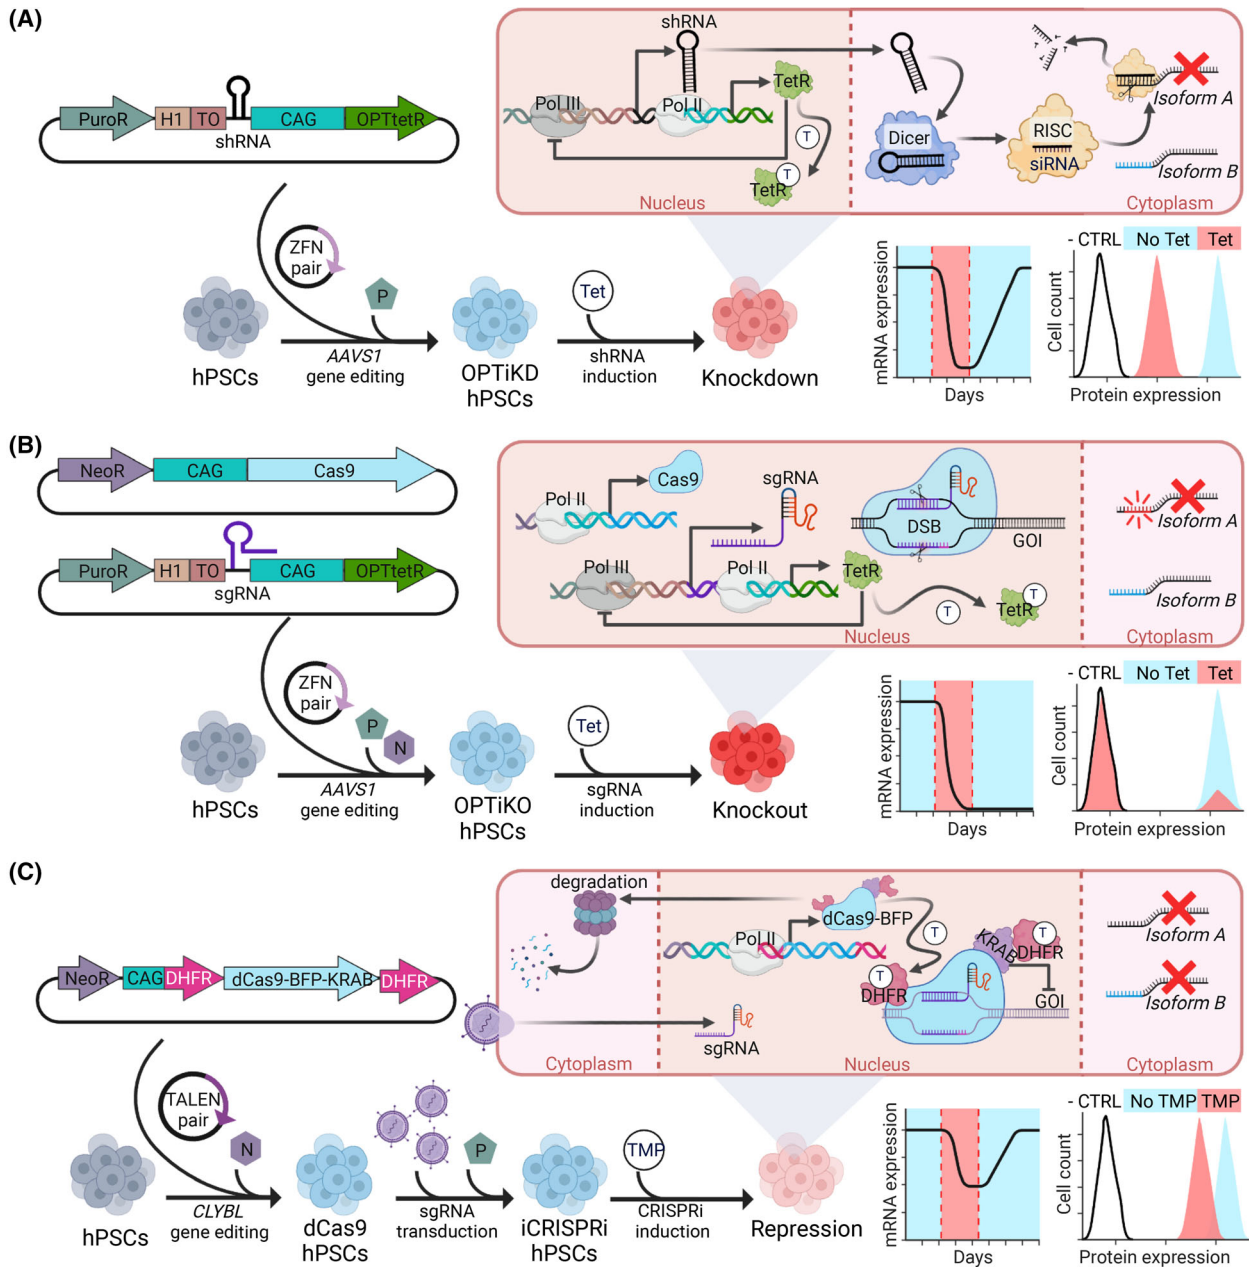 (A)
shRNA
PuroR
H1
TO
shRNA
CAG
OPTtetR
Pol III
Pol II
TetR
T
T
TetR
Nucleus
Dicer
RISC
siRNA
Isoform A
Isoform B
Cytoplasm
ZFN
pair
P
Tet
hPSCs
AAVS1
gene editing
OPTiKD
hPSCs
shRNA
induction
Knockdown
mRNA expression
Days
- CTRL
No Tet
Tet
Cell count
Protein expression
(B)
NeoR
CAG
Cas9
PuroR
H1
TO
sgRNA
CAG
OPTtetR
Pol II
Cas9
sgRNA
DSB
GOI
Pol III
Pol II
TetR
T
T
TetR
Nucleus
Isoform A
Isoform B
Cytoplasm
ZFN
pair
P
N
Tet
hPSCs
AAVS1
gene editing
OPTiKO
hPSCs
sgRNA
induction
Knockout
mRNA expression
Days
- CTRL
No Tet
Tet
Cell count
Protein expression
(C)
NeoR
CAG
DHFR
dCas9-BFP-KRAB
DHFR
degradation
dCas9-BFP
Pol II
T
T
DHFR
KRAB
T
DHFR
GOI
sgRNA
Cytoplasm
Nucleus
Isoform A
Isoform B
Cytoplasm
TALEN
pair
N
P
TMP
hPSCs
CLYBL
gene editing
dCas9
hPSCs
sgRNA
transduction
iCRISPRi
hPSCs
CRISPRi
induction
Repression
mRNA expression
Days
- CTRL
No TMP
TMP
Cell count
Protein expression